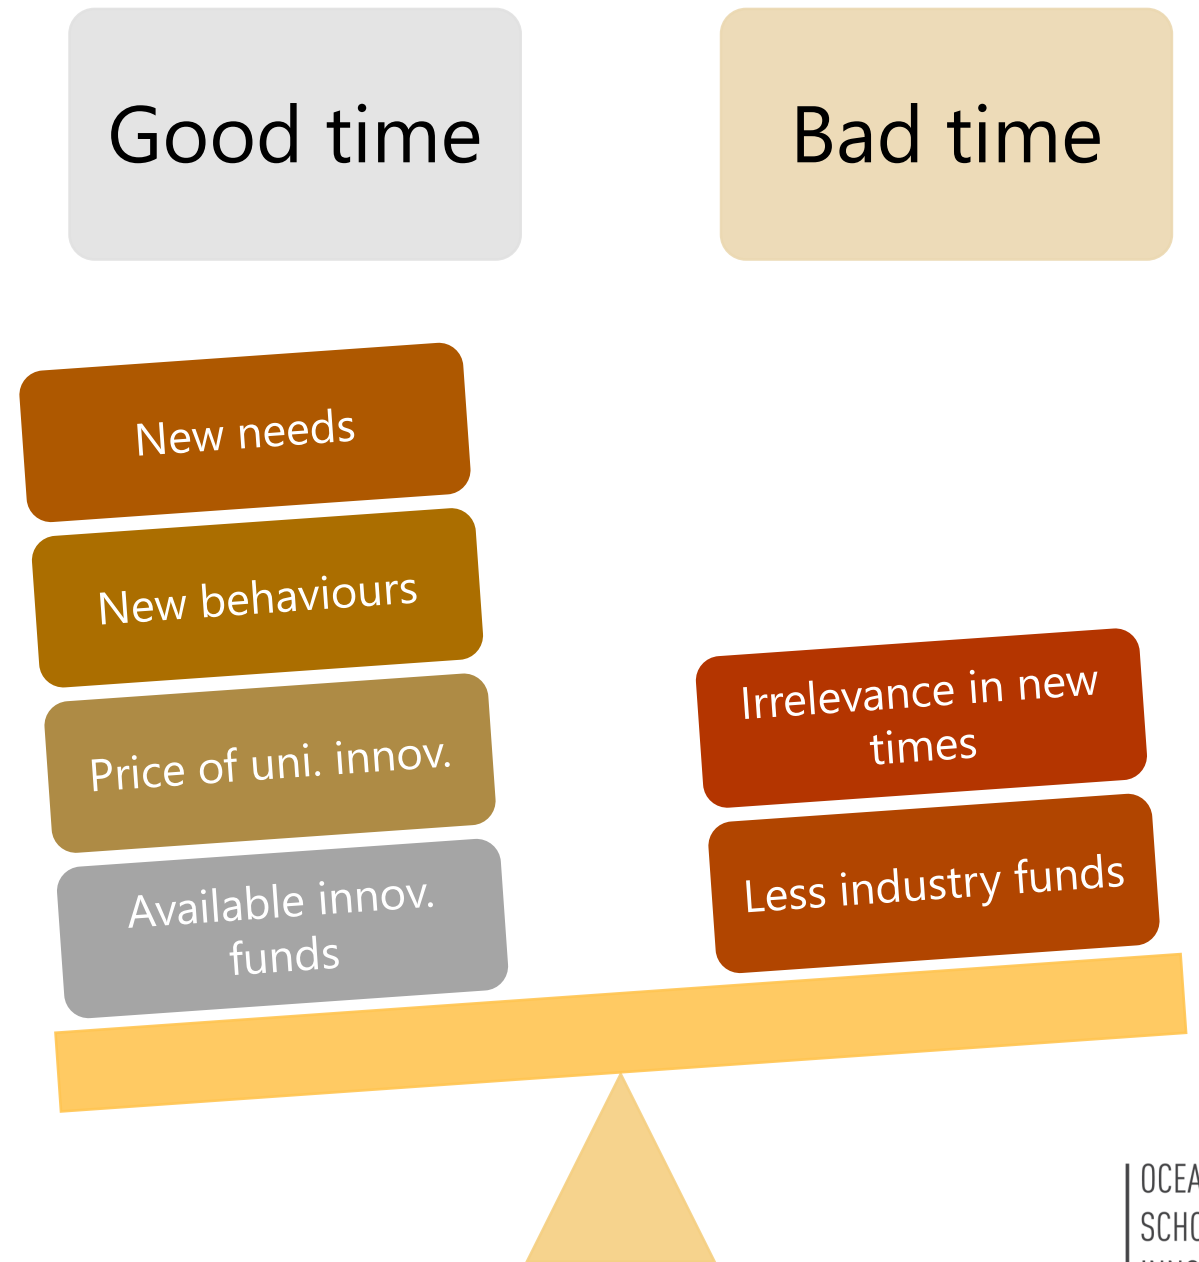 Good time
Bad time
New needs
New behaviours
Price of uni. innov.
Available innov.
funds
Irrelevance in new
times
Less industry funds